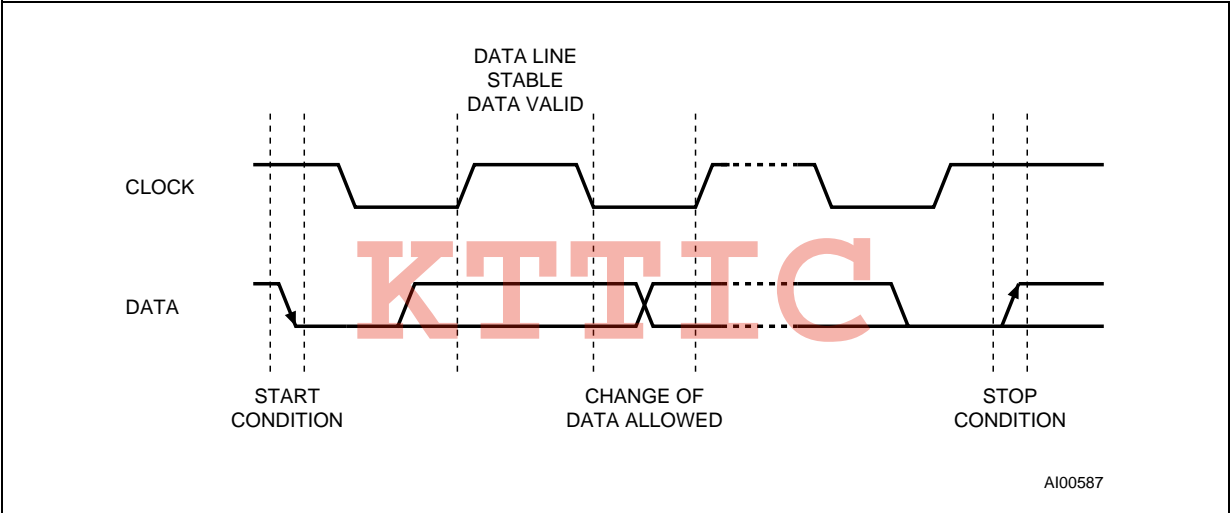 DATA LINE
STABLE
DATA VALID
CLOCK
KTTIC
DATA
START
CONDITION
CHANGE OF
DATA ALLOWED
STOP
CONDITION
AI00587